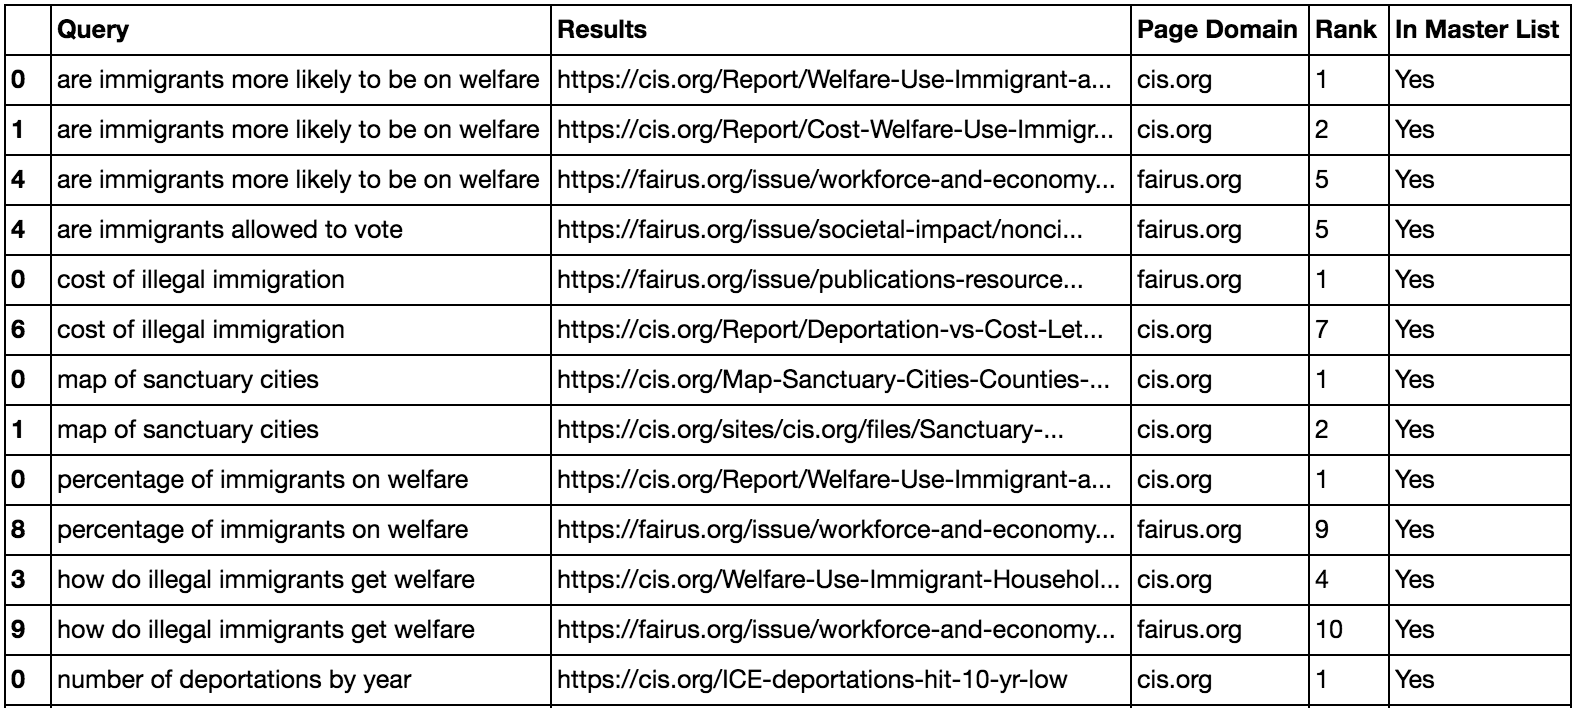 Query Results Page Domain Rank In Master List
0 are immigrants more likely to be on welfare https://cis.org/Report/Welfare-Use-Immigrant-a... cis.org 1 Yes
1 are immigrants more likely to be on welfare https://cis.org/Report/Cost-Welfare-Use-Immigr... cis.org 2 Yes
4 are immigrants more likely to be on welfare https://fairus.org/issue/workforce-and-economy... fairus.org 5 Yes
4 are immigrants allowed to vote https://fairus.org/issue/societal-impact/nonci... fairus.org 5 Yes
0 cost of illegal immigration https://fairus.org/issue/publications-resource... fairus.org 1 Yes
6 cost of illegal immigration https://cis.org/Report/Deportation-vs-Cost-Let... cis.org 7 Yes
0 map of sanctuary cities https://cis.org/Map-Sanctuary-Cities-Counties-... cis.org 1 Yes
1 map of sanctuary cities https://cis.org/sites/cis.org/files/Sanctuary-... cis.org 2 Yes
0 percentage of immigrants on welfare https://cis.org/Report/Welfare-Use-Immigrant-a... cis.org 1 Yes
8 percentage of immigrants on welfare https://fairus.org/issue/workforce-and-economy... fairus.org 9 Yes
3 how do illegal immigrants get welfare https://cis.org/Welfare-Use-Immigrant-Househol... cis.org 4 Yes
9 how do illegal immigrants get welfare https://fairus.org/issue/workforce-and-economy... fairus.org 10 Yes
0 number of deportations by year https://cis.org/ICE-deportations-hit-10-yr-low cis.org 1 Yes